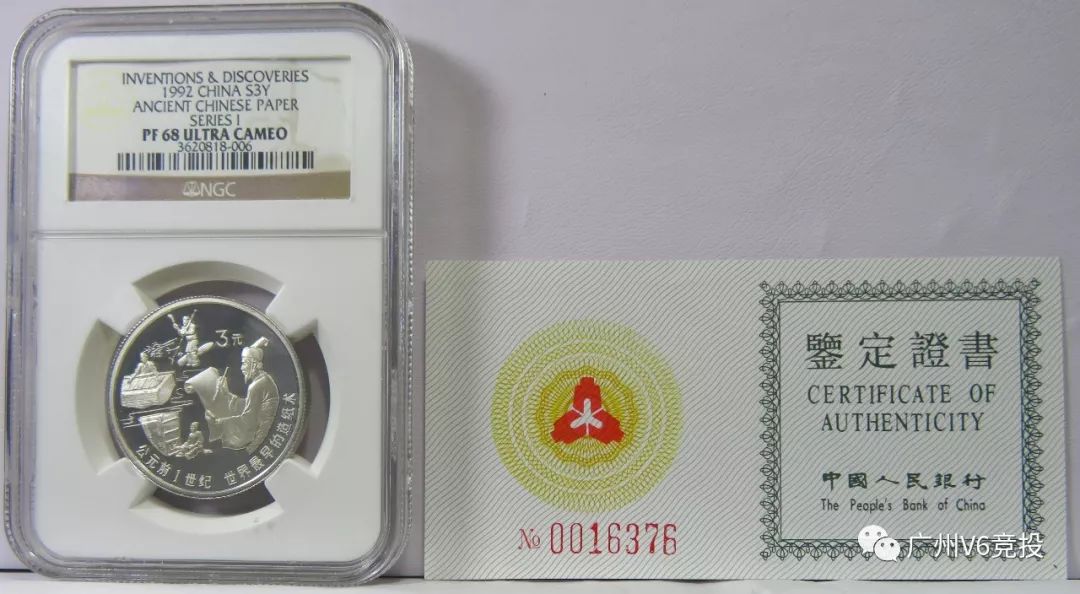 INVENTIONS & DISCOVERIES
1992 CHINA S3Y
ANCIENT CHINESE PAPER
SERIES I
PF 68 ULTRA CAMEO
3620818-006
NGC
3元
公元前1世纪 世界最早的造纸术
鑒定證書
CERTIFICATE OF
AUTHENTICITY
中國人民銀行
The People's Bank of China
№ 0016376
广州V6竞投